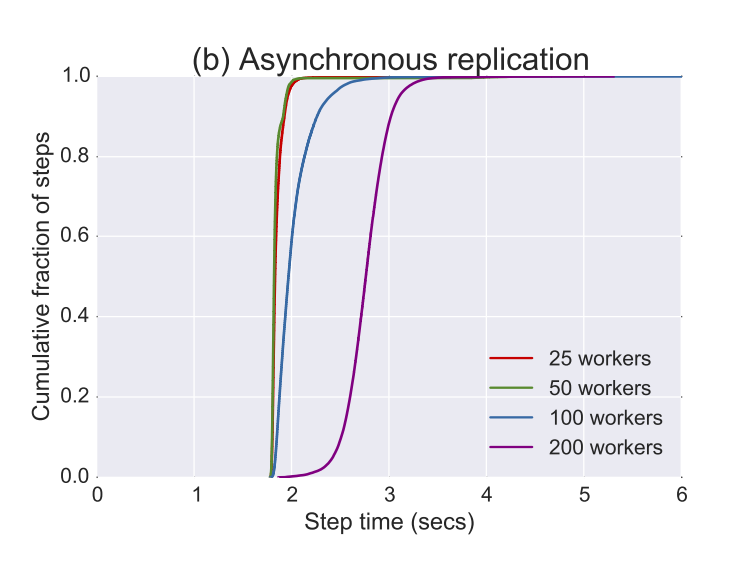 (b) Asynchronous replication
1.0
0.8
0.6
0.4
0.2
0.0
Cumulative fraction of steps
25 workers
50 workers
100 workers
200 workers
0 1 2 3 4 5 6
Step time (secs)